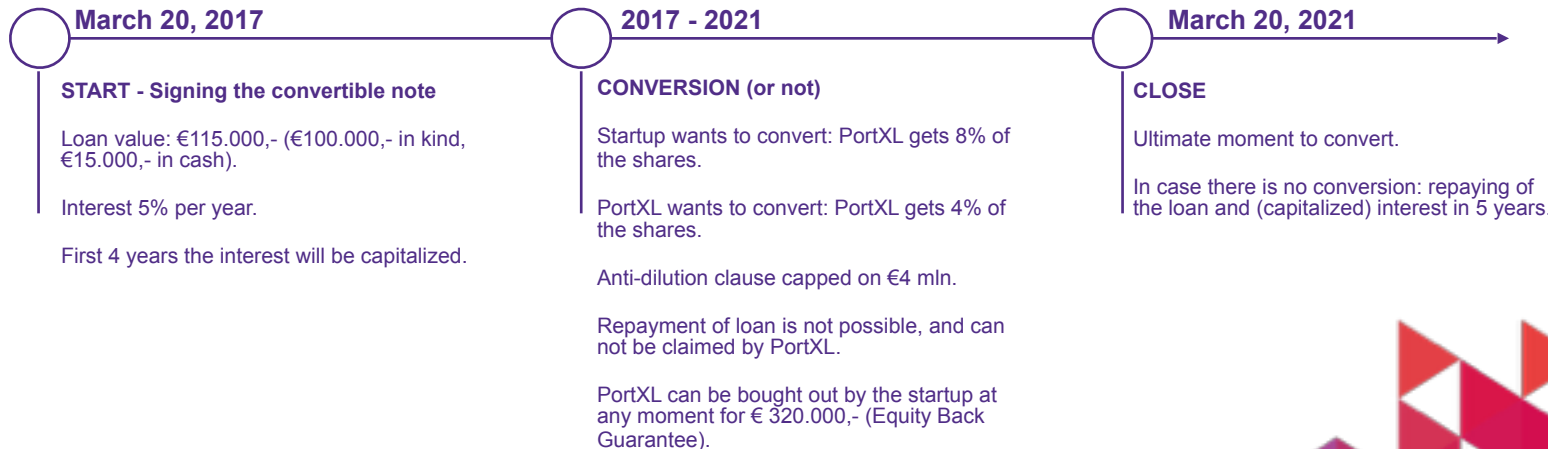 March 20, 2017
START - Signing the convertible note
Loan value: €115.000,- (€100.000,- in kind,
€15.000,- in cash).
Interest 5% per year.
First 4 years the interest will be capitalized.
2017 - 2021
CONVERSION (or not)
Startup wants to convert: PortXL gets 8% of
the shares.
PortXL wants to convert: PortXL gets 4% of
the shares.
Anti-dilution clause capped on €4 mln.
Repayment of loan is not possible, and can
not be claimed by PortXL.
PortXL can be bought out by the startup at
any moment for € 320.000,- (Equity Back
Guarantee).
March 20, 2021
CLOSE
Ultimate moment to convert.
In case there is no conversion: repaying of
the loan and (capitalized) interest in 5 years.